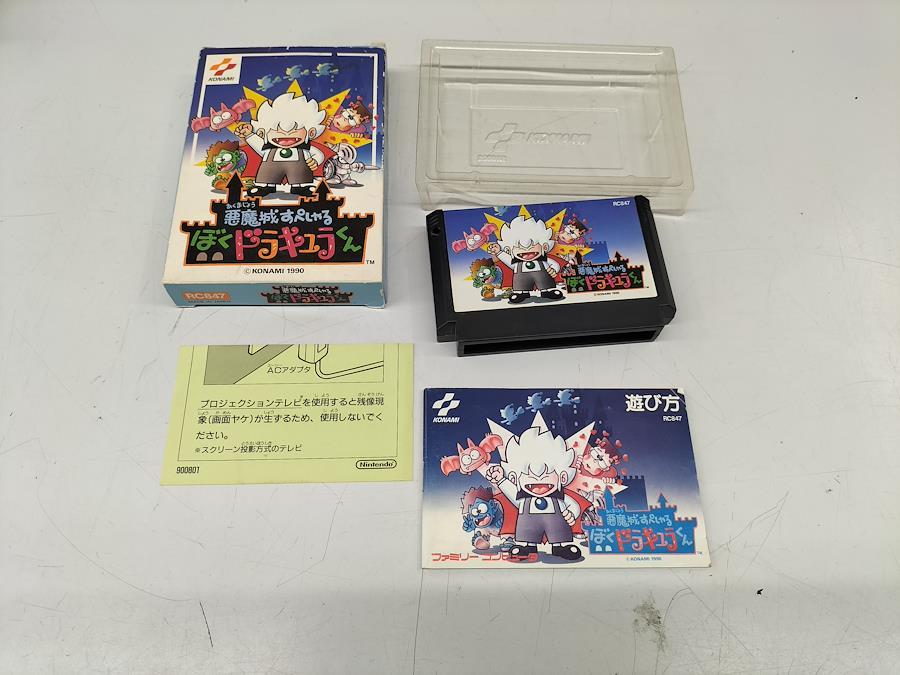 KONAMI
あくまじょう
悪魔城すぺしゃる
ぼくドラキュラくん
TM
© KONAMI 1990
RC847
悪魔城すぺしゃる
ぼくドラキュラくん
KONAMI
RC847
悪魔城すぺしゃる
ぼくドラキュラくん
ACアダプタ
プロジェクションテレビを使用すると残像現
象(画面ヤケ)が生ずるため、使用しないでく
ださい。
※スクリーン投影方式のテレビ
900801
Nintendo
KONAMI
遊び方
RC847
あくまじょう
悪魔城すぺしゃる
ぼくドラキュラくん
TM
ファミリーコンピュータ
© KONAMI 1990